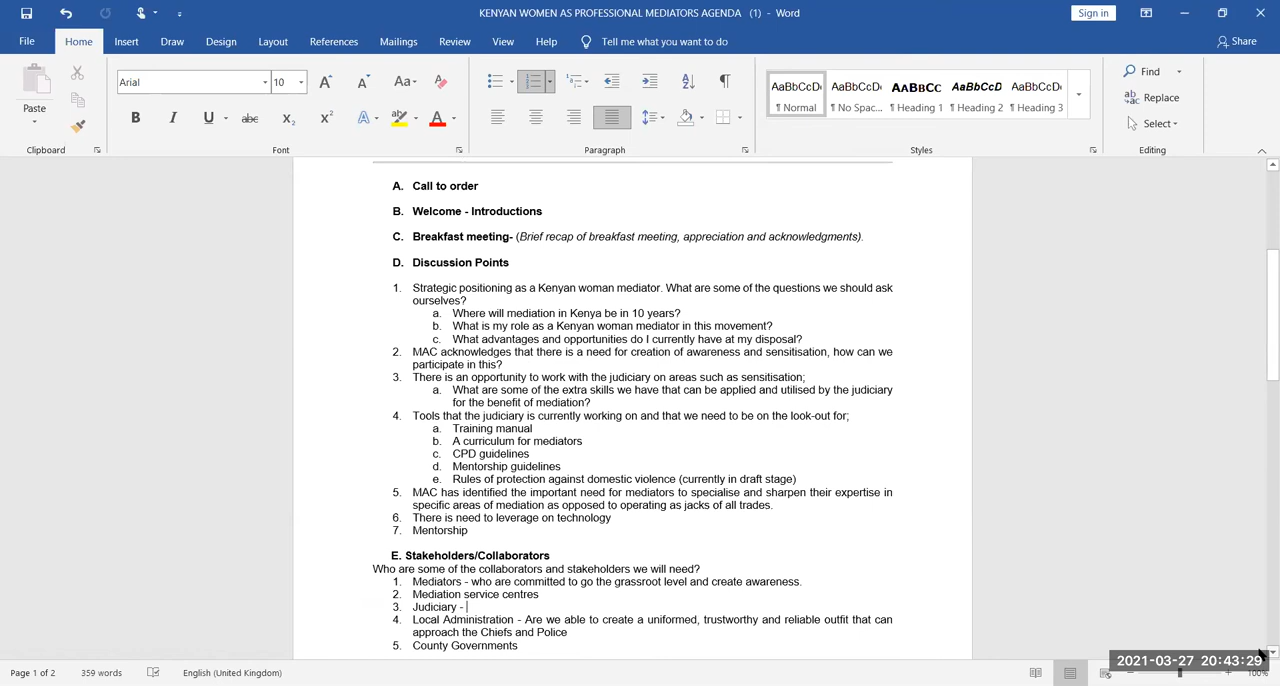 KENYAN WOMEN AS PROFESSIONAL MEDIATORS AGENDA (1) - Word
Sign in
File Home Insert Draw Design Layout References Mailings Review View Help Tell me what you want to do Share
Paste
Arial 10
Clipboard Font Paragraph
AaBbCcDi AaBbCcDi AaBbCc AaBbCcD AaBbCcDi
¶ Normal ¶ No Spac... ¶ Heading 1 ¶ Heading 2 ¶ Heading 3
Styles
Find
Replace
Select
Editing
A. Call to order
B. Welcome - Introductions
C. Breakfast meeting- (Brief recap of breakfast meeting, appreciation and acknowledgments).
D. Discussion Points
1. Strategic positioning as a Kenyan woman mediator. What are some of the questions we should ask
ourselves?
a. Where will mediation in Kenya be in 10 years?
b. What is my role as a Kenyan woman mediator in this movement?
c. What advantages and opportunities do I currently have at my disposal?
2. MAC acknowledges that there is a need for creation of awareness and sensitisation, how can we
participate in this?
3. There is an opportunity to work with the judiciary on areas such as sensitisation;
a. What are some of the extra skills we have that can be applied and utilised by the judiciary
for the benefit of mediation?
4. Tools that the judiciary is currently working on and that we need to be on the look-out for;
a. Training manual
b. A curriculum for mediators
c. CPD guidelines
d. Mentorship guidelines
e. Rules of protection against domestic violence (currently in draft stage)
5. MAC has identified the important need for mediators to specialise and sharpen their expertise in
specific areas of mediation as opposed to operating as jacks of all trades.
6. There is need to leverage on technology
7. Mentorship
E. Stakeholders/Collaborators
Who are some of the collaborators and stakeholders we will need?
1. Mediators - who are committed to go the grassroot level and create awareness.
2. Mediation service centres
3. Judiciary -
4. Local Administration - Are we able to create a uniformed, trustworthy and reliable outfit that can
approach the Chiefs and Police
5. County Governments
Page 1 of 2 359 words English (United Kingdom) 100%
2021-03-27 20:43:29